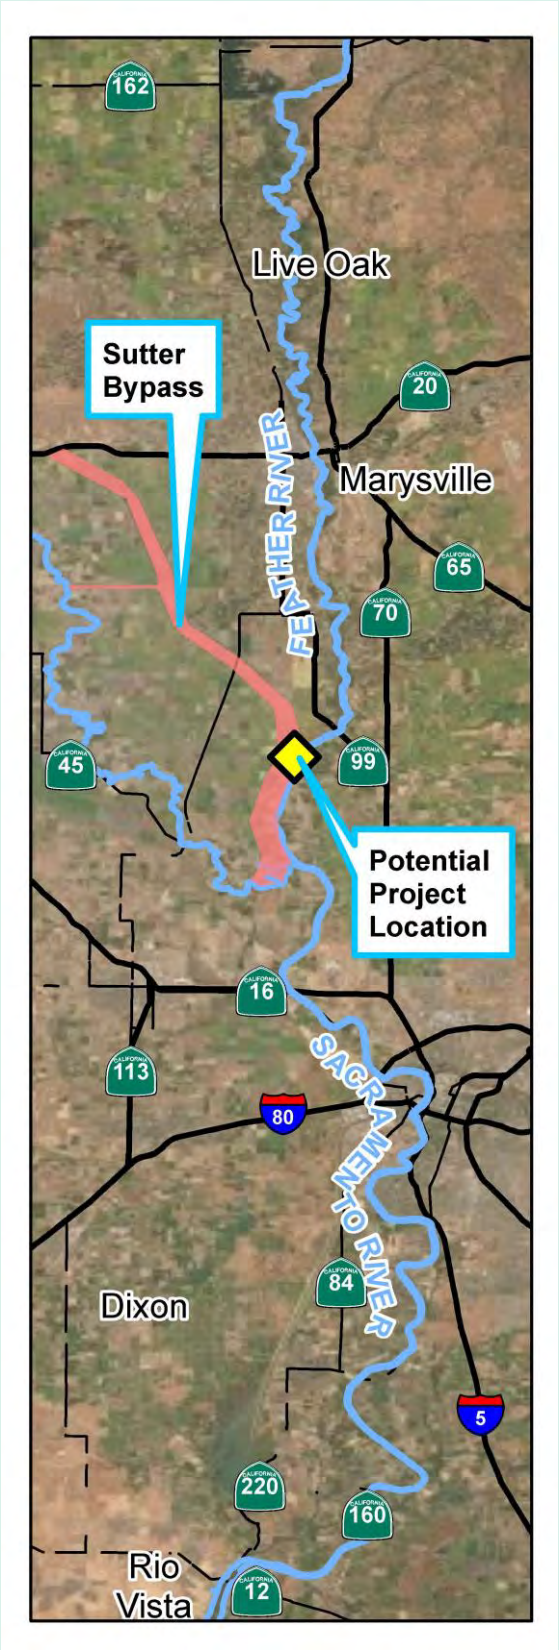 CALIFORNIA
162
Live Oak
Sutter
Bypass
CALIFORNIA
20
FEATHER RIVER
Marysville
CALIFORNIA
65
CALIFORNIA
70
CALIFORNIA
45
CALIFORNIA
99
Potential
Project
Location
CALIFORNIA
16
SACRAMENTO RIVER
CALIFORNIA
113
80
CALIFORNIA
84
Dixon
5
CALIFORNIA
220
CALIFORNIA
160
Rio
Vista
CALIFORNIA
12